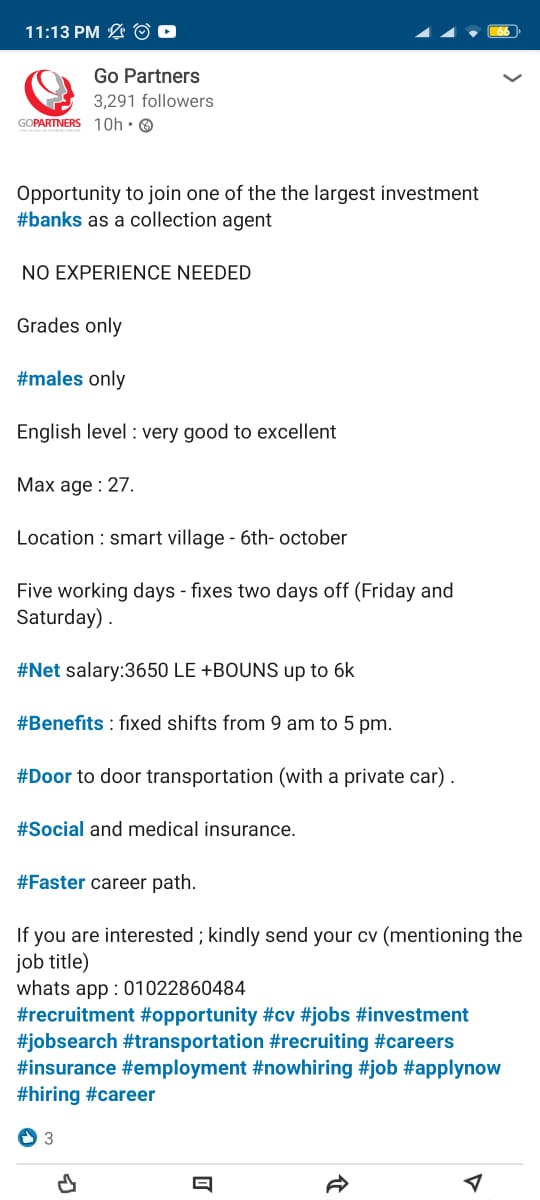 11:13 PM
66
Go Partners
3,291 followers
GOPARTNERS
10h •
Opportunity to join one of the the largest investment
#banks as a collection agent
NO EXPERIENCE NEEDED
Grades only
#males only
English level : very good to excellent
Max age : 27.
Location : smart village - 6th- october
Five working days - fixes two days off (Friday and
Saturday) .
#Net salary:3650 LE +BOUNS up to 6k
#Benefits : fixed shifts from 9 am to 5 pm.
#Door to door transportation (with a private car) .
#Social and medical insurance.
#Faster career path.
If you are interested ; kindly send your cv (mentioning the
job title)
whats app : 01022860484
#recruitment #opportunity #cv #jobs #investment
#jobsearch #transportation #recruiting #careers
#insurance #employment #nowhiring #job #applynow
#hiring #career
3